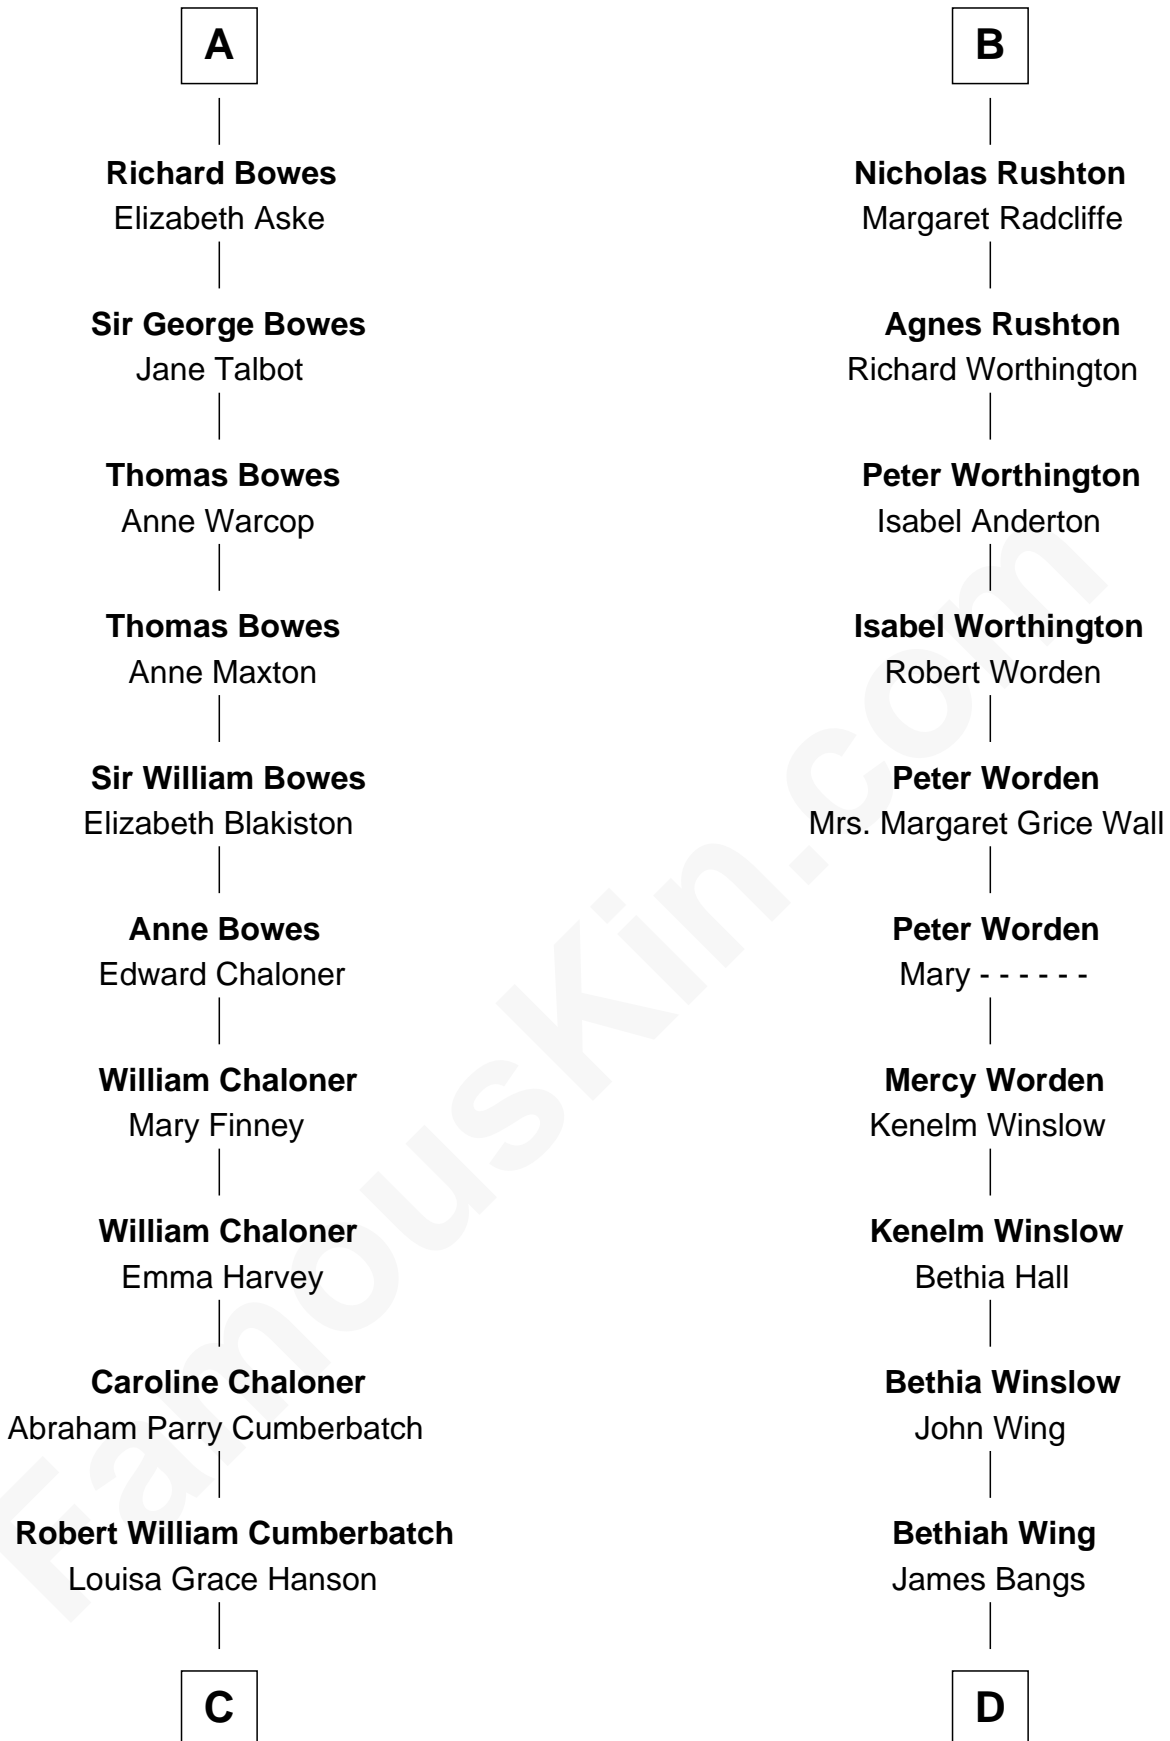 A
Richard Bowes
Elizabeth Aske
Sir George Bowes
Jane Talbot
Thomas Bowes
Anne Warcop
Thomas Bowes
Anne Maxton
Sir William Bowes
Elizabeth Blakiston
Anne Bowes
Edward Chaloner
William Chaloner
Mary Finney
William Chaloner
Emma Harvey
Caroline Chaloner
Abraham Parry Cumberbatch
Robert William Cumberbatch
Louisa Grace Hanson
C
B
Nicholas Rushton
Margaret Radcliffe
Agnes Rushton
Richard Worthington
Peter Worthington
Isabel Anderton
Isabel Worthington
Robert Worden
Peter Worden
Mrs. Margaret Grice Wall
Peter Worden
Mary - - - - - -
Mercy Worden
Kenelm Winslow
Kenelm Winslow
Bethia Hall
Bethia Winslow
John Wing
Bethiah Wing
James Bangs
D
FamousKin.com